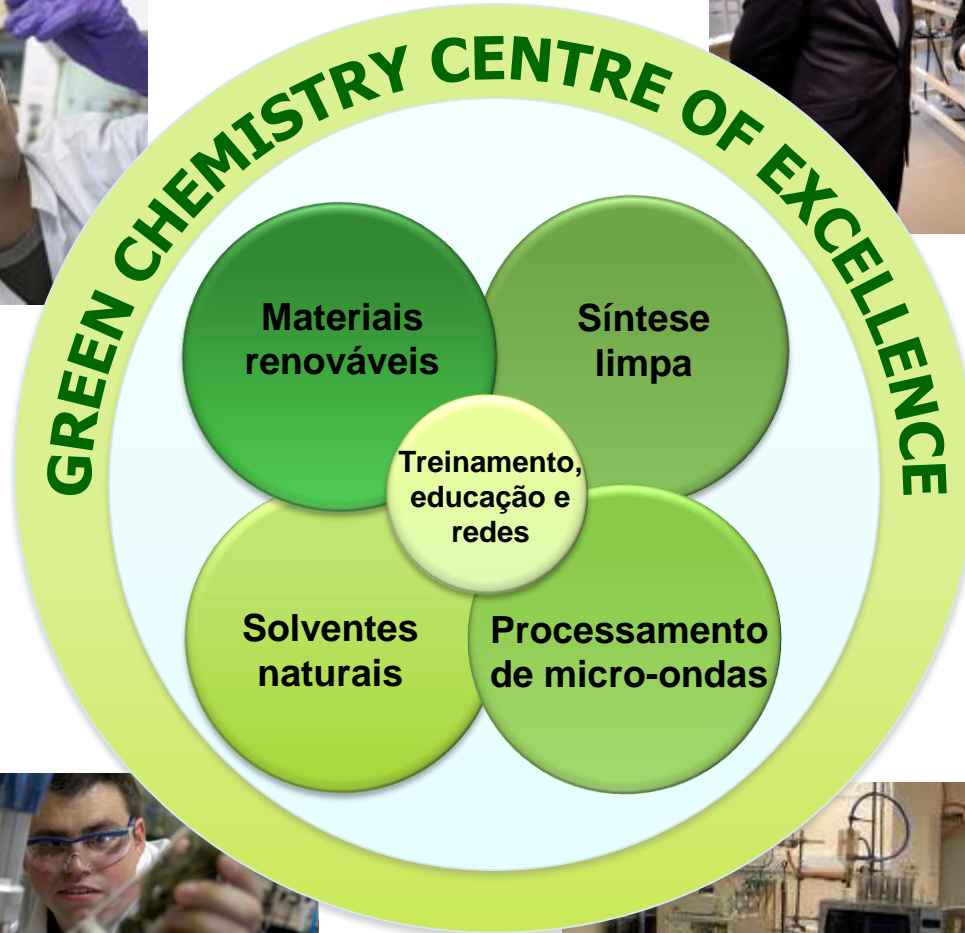 GREEN CHEMISTRY CENTRE OF EXCELLENCE
Materiais
renováveis
Síntese
limpa
Treinamento,
educação e
redes
Solventes
naturais
Processamento
de micro-ondas